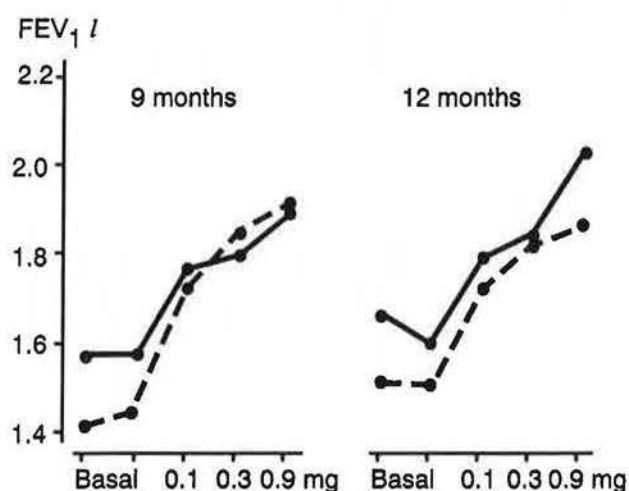 FEV1 l
2.2
9 months
12 months
2.0
1.8
1.6
1.4
Basal 0.1 0.3 0.9 mg
Basal 0.1 0.3 0.9 mg